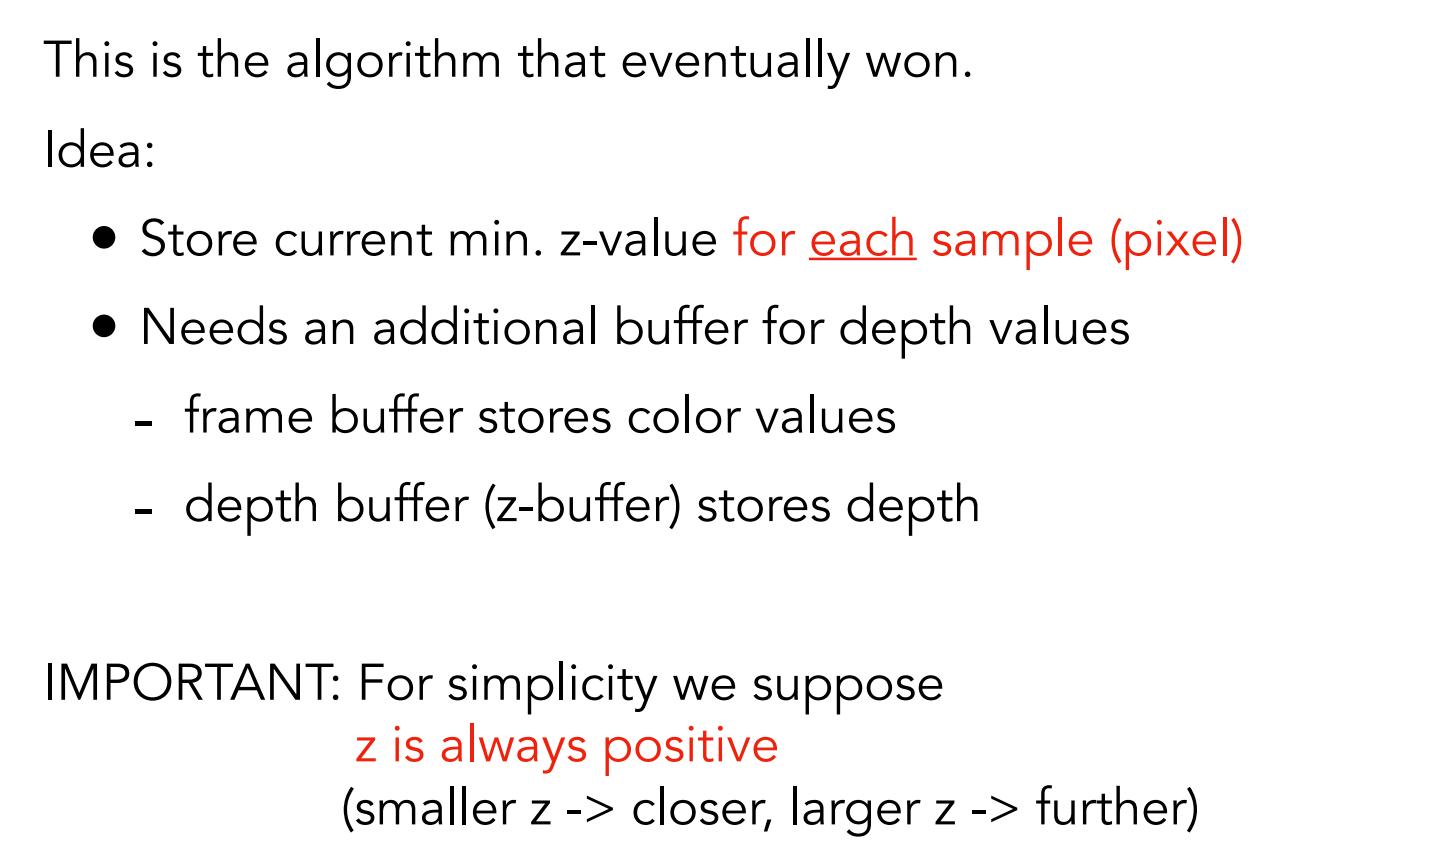 This is the algorithm that eventually won.
Idea:
• Store current min. z-value for each sample (pixel)
• Needs an additional buffer for depth values
- frame buffer stores color values
- depth buffer (z-buffer) stores depth
IMPORTANT: For simplicity we suppose
z is always positive
(smaller z -> closer, larger z -> further)